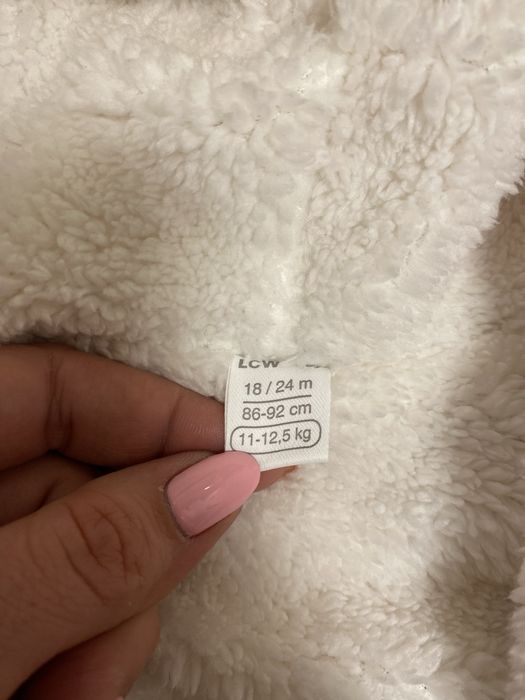 LCW
18 / 24 m
86-92 cm
11-12,5 kg